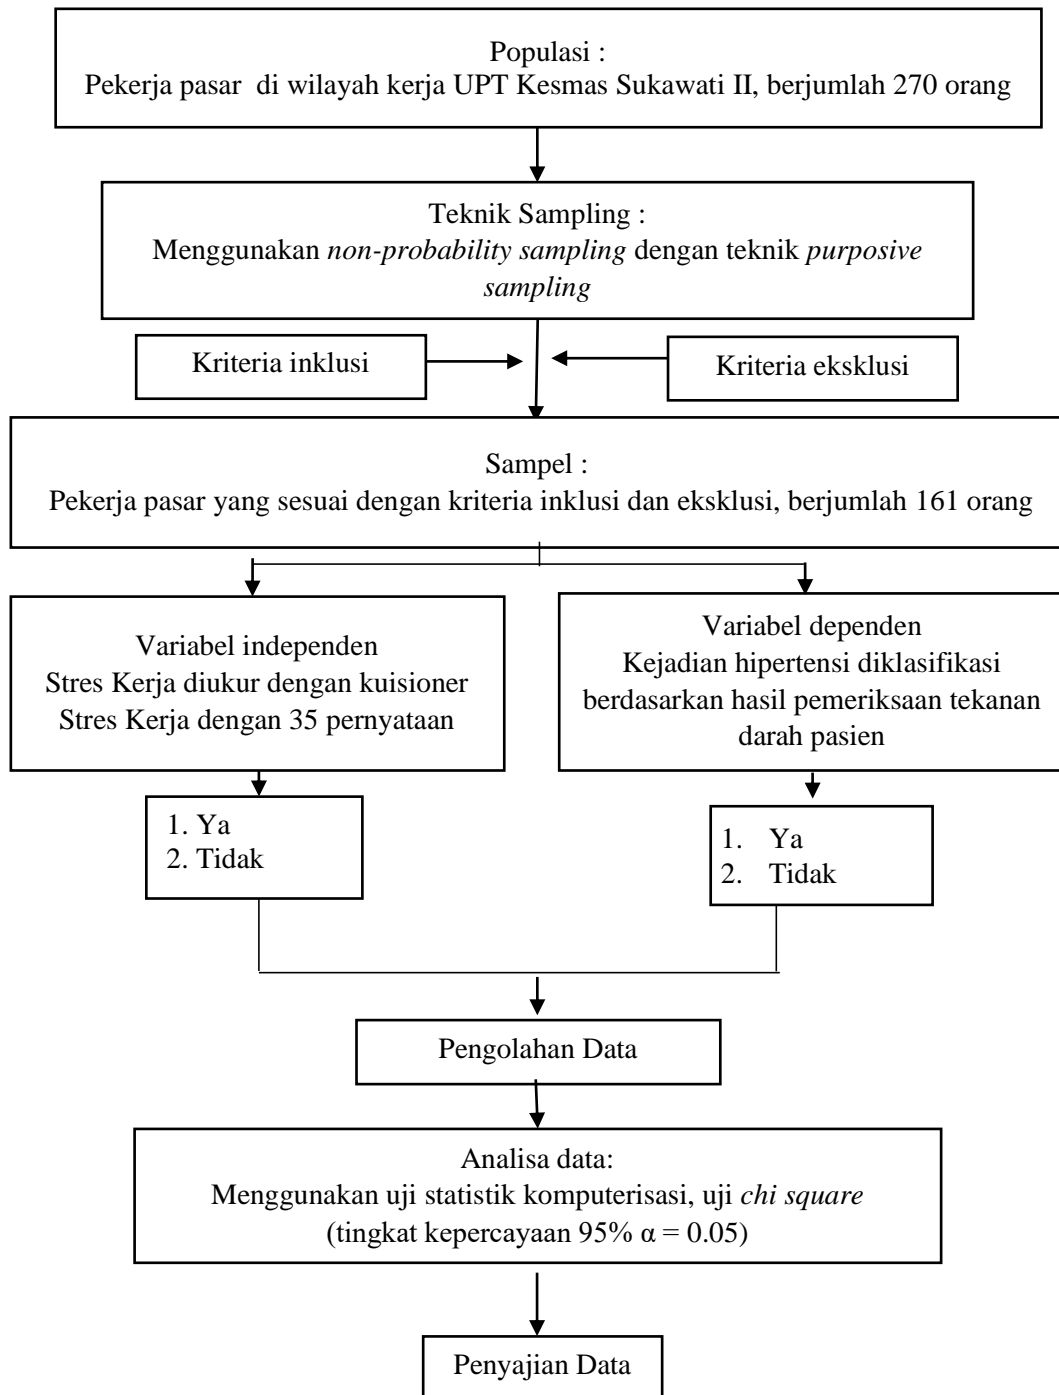 Populasi :
Pekerja pasar di wilayah kerja UPT Kesmas Sukawati II, berjumlah 270 orang
Teknik Sampling :
Menggunakan non-probability sampling dengan teknik purposive
sampling
Kriteria inklusi
Kriteria eksklusi
Sampel :
Pekerja pasar yang sesuai dengan kriteria inklusi dan eksklusi, berjumlah 161 orang
Variabel independen
Stres Kerja diukur dengan kuisioner
Stres Kerja dengan 35 pernyataan
Variabel dependen
Kejadian hipertensi diklasifikasi
berdasarkan hasil pemeriksaan tekanan
darah pasien
1. Ya
2. Tidak
1. Ya
2. Tidak
Pengolahan Data
Analisa data:
Menggunakan uji statistik komputerisasi, uji chi square
(tingkat kepercayaan 95% α = 0.05)
Penyajian Data